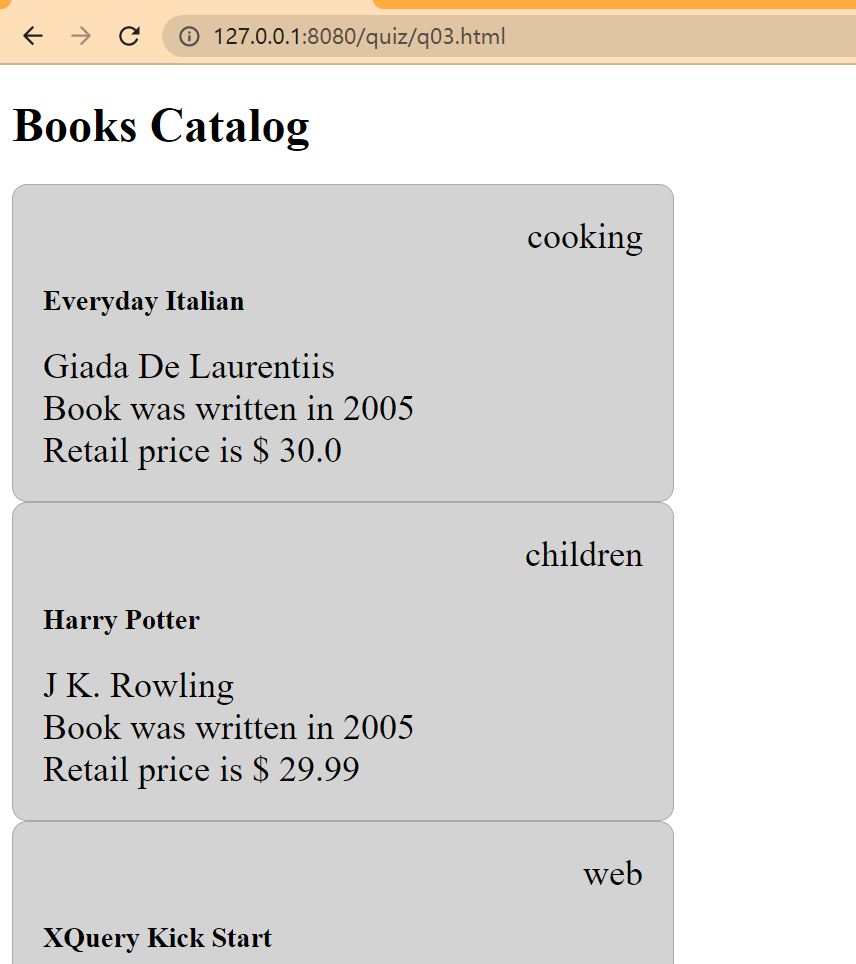 127.0.0.1:8080/quiz/q03.html
Books Catalog
cooking
Everyday Italian
Giada De Laurentiis
Book was written in 2005
Retail price is $ 30.0
children
Harry Potter
J K. Rowling
Book was written in 2005
Retail price is $ 29.99
web
XQuery Kick Start